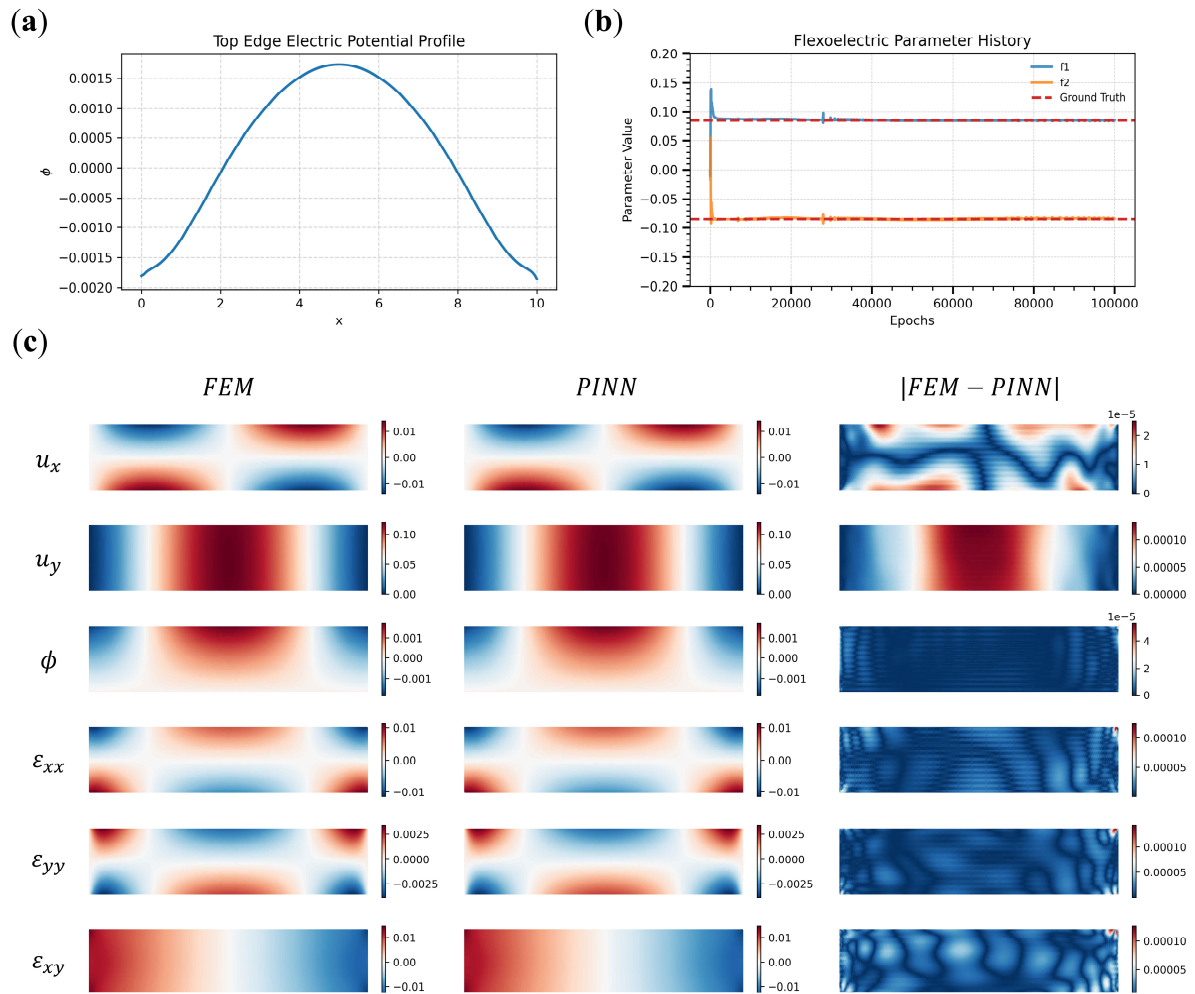 (a)
Top Edge Electric Potential Profile
ϕ
0.0015
0.0010
0.0005
0.0000
−0.0005
−0.0010
−0.0015
−0.0020
0 2 4 6 8 10
x
(b)
Flexoelectric Parameter History
Parameter Value
0.20
0.15
0.10
0.05
0.00
−0.05
−0.10
−0.15
−0.20
f1
f2
Ground Truth
0 20000 40000 60000 80000 100000
Epochs
(c)
FEM PINN |FEM − PINN|
u_x
0.01
0.00
−0.01
0.01
0.00
−0.01
1e−5
2
1
0
u_y
0.10
0.05
0.00
0.10
0.05
0.00
0.00010
0.00005
0.00000
ϕ
0.001
0.000
−0.001
0.001
0.000
−0.001
1e−5
4
2
0
ε_xx
0.01
0.00
−0.01
0.01
0.00
−0.01
0.00010
0.00005
ε_yy
0.0025
0.0000
−0.0025
0.0025
0.0000
−0.0025
0.00010
0.00005
ε_xy
0.01
0.00
−0.01
0.01
0.00
−0.01
0.00010
0.00005